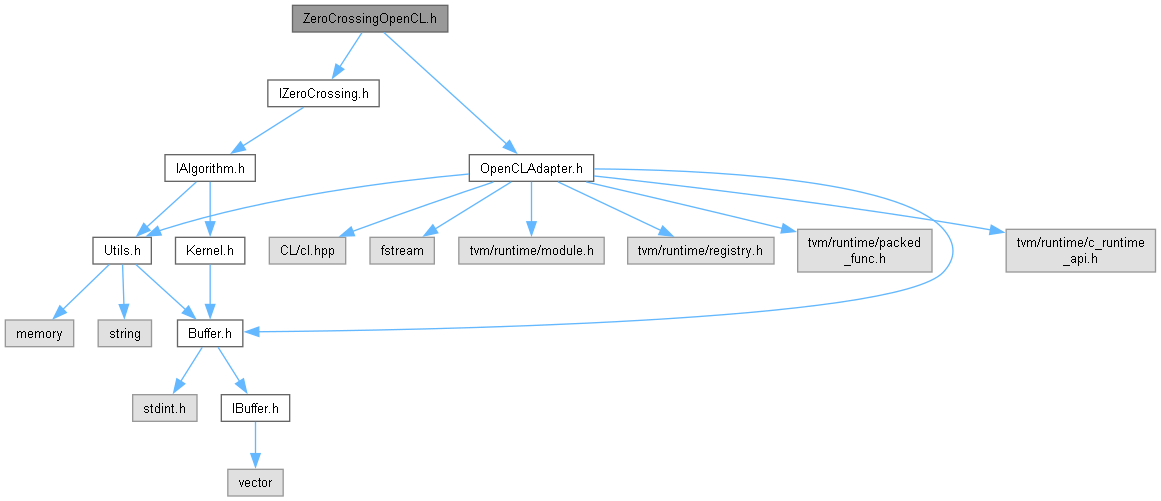 ZeroCrossingOpenCL.h
IZeroCrossing.h
IAlgorithm.h
OpenCLAdapter.h
Utils.h
Kernel.h
CL/cl.hpp
fstream
tvm/runtime/module.h
tvm/runtime/registry.h
tvm/runtime/packed
_func.h
tvm/runtime/c_runtime
_api.h
memory
string
Buffer.h
stdint.h
IBuffer.h
vector